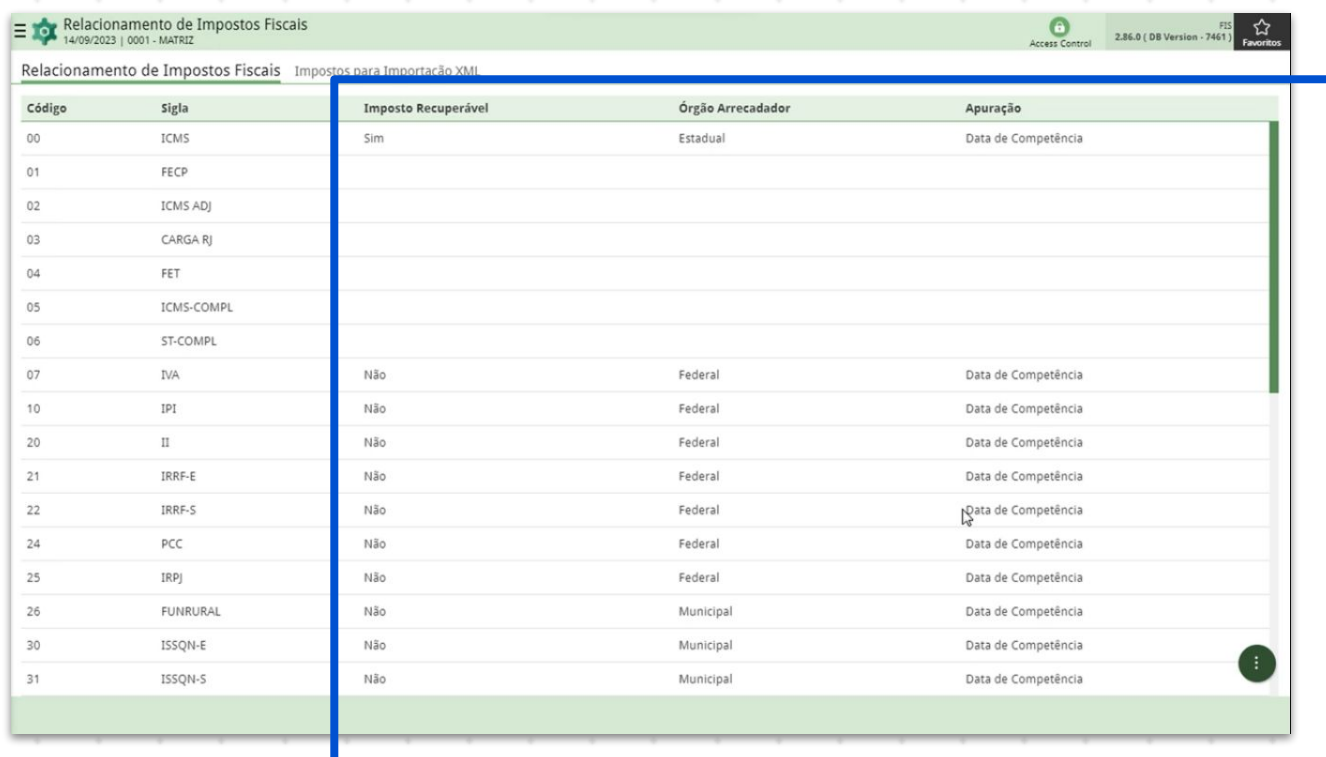 Relacionamento de Impostos Fiscais
14/09/2023 | 0001 - MATRIZ
Access Control
FIS
2.86.0 ( DB Version - 7461 )
Favoritos
Relacionamento de Impostos Fiscais Impostos para Importação XML
Código Sigla Imposto Recuperável Órgão Arrecadador Apuração
00 ICMS Sim Estadual Data de Competência
01 FECP
02 ICMS ADJ
03 CARGA RJ
04 FET
05 ICMS-COMPL
06 ST-COMPL
07 IVA Não Federal Data de Competência
10 IPI Não Federal Data de Competência
20 II Não Federal Data de Competência
21 IRRF-E Não Federal Data de Competência
22 IRRF-S Não Federal Data de Competência
24 PCC Não Federal Data de Competência
25 IRPJ Não Federal Data de Competência
26 FUNRURAL Não Municipal Data de Competência
30 ISSQN-E Não Municipal Data de Competência
31 ISSQN-S Não Municipal Data de Competência